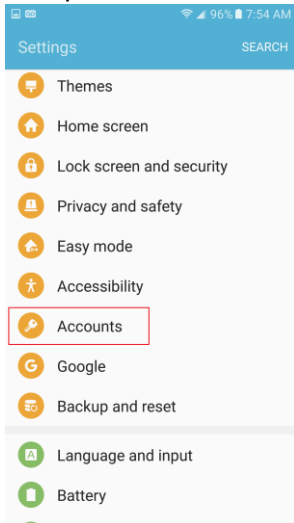 96% 7:54 AM
Settings SEARCH
Themes
Home screen
Lock screen and security
Privacy and safety
Easy mode
Accessibility
Accounts
G Google
Backup and reset
A Language and input
Battery